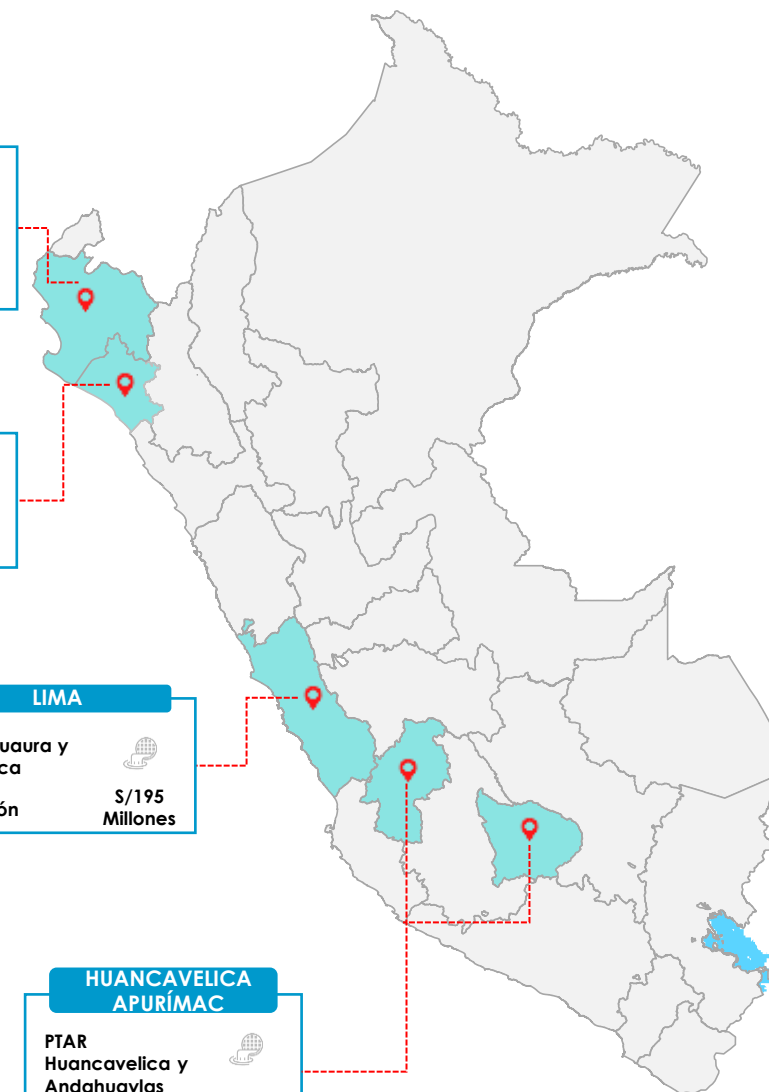 LIMA
uaura y
ca
ón
S/195
Millones
HUANCAVELICA
APURÍMAC
PTAR
Huancavelica y
Andahuaylas